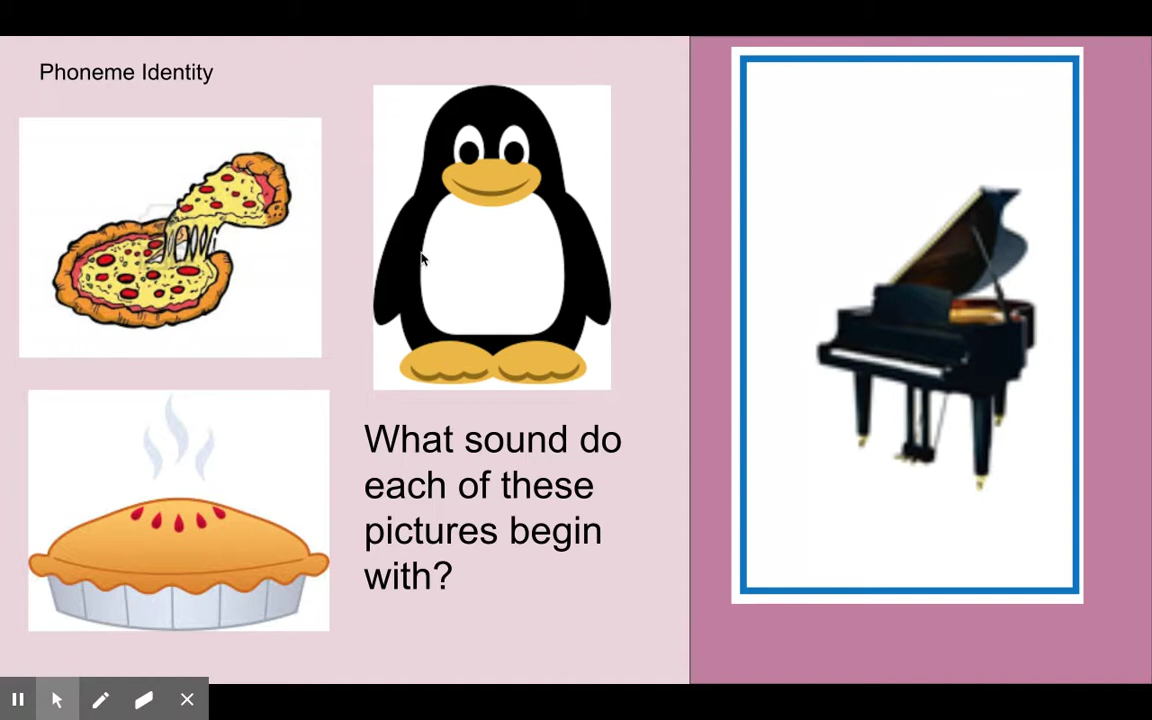 Phoneme Identity
What sound do
each of these
pictures begin
with?